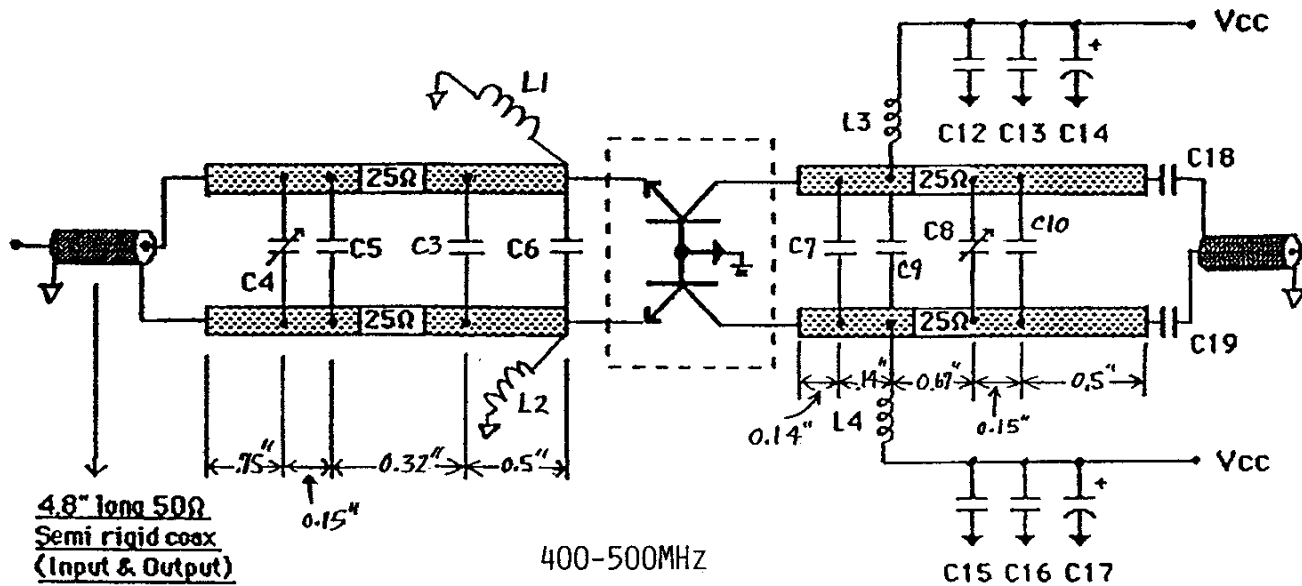 Vcc
L1
L3
C12 C13 C14
C18
25Ω
25Ω
C4
C5
C3
C6
C7
C9
C8
C10
25Ω
25Ω
C19
L2
L4
.75"
0.15"
0.32"
0.5"
0.14"
.14"
0.67"
0.15"
0.5"
Vcc
4.8" long 50Ω
Semi rigid coax
(Input & Output)
400-500MHz
C15 C16 C17
+
+